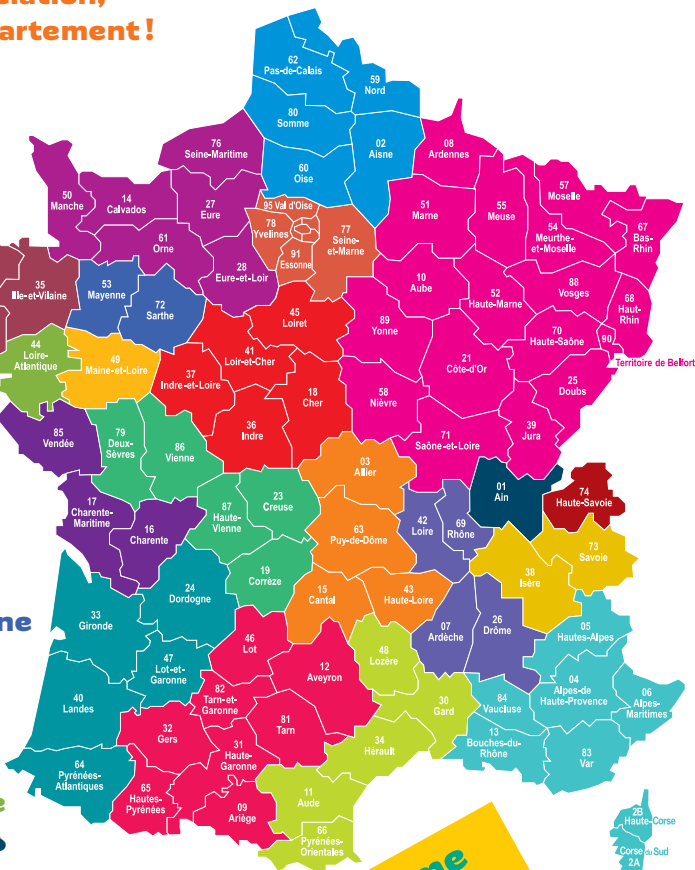 artement !
62
Pas-de-Calais
59
Nord
80
Somme
02
Aisne
76
Seine-Maritime
60
Oise
08
Ardennes
50
Manche
14
Calvados
27
Eure
95 Val d'Oise
78
Yvelines
77
Seine-
et-Marne
91
Essonne
51
Marne
55
Meuse
57
Moselle
54
Meurthe-
et-Moselle
67
Bas-
Rhin
61
Orne
28
Eure-et-Loir
35
Ille-et-Vilaine
53
Mayenne
72
Sarthe
10
Aube
52
Haute-Marne
88
Vosges
68
Haut-
Rhin
45
Loiret
89
Yonne
70
Haute-Saône
90
Territoire de Belfort
44
Loire-
Atlantique
49
Maine-et-Loire
37
Indre-et-Loire
41
Loir-et-Cher
18
Cher
58
Nièvre
21
Côte-d'Or
25
Doubs
39
Jura
85
Vendée
79
Deux-
Sèvres
86
Vienne
36
Indre
71
Saône-et-Loire
03
Allier
01
Ain
74
Haute-Savoie
17
Charente-
Maritime
16
Charente
87
Haute-
Vienne
23
Creuse
63
Puy-de-Dôme
42
Loire
69
Rhône
73
Savoie
38
Isère
19
Corrèze
24
Dordogne
15
Cantal
43
Haute-Loire
07
Ardèche
26
Drôme
05
Hautes-Alpes
33
Gironde
ne
46
Lot
48
Lozère
47
Lot-et-
Garonne
12
Aveyron
04
Alpes-de
Haute-Provence
06
Alpes-
Maritimes
40
Landes
82
Tarn-et-
Garonne
30
Gard
84
Vaucluse
32
Gers
81
Tarn
34
Hérault
13
Bouches-du-
Rhône
83
Var
31
Haute-
Garonne
64
Pyrénées-
Atlantiques
65
Hautes-
Pyrénées
09
Ariège
11
Aude
66
Pyrénées-
Orientales
2B
Haute-Corse
Corse du Sud
2A